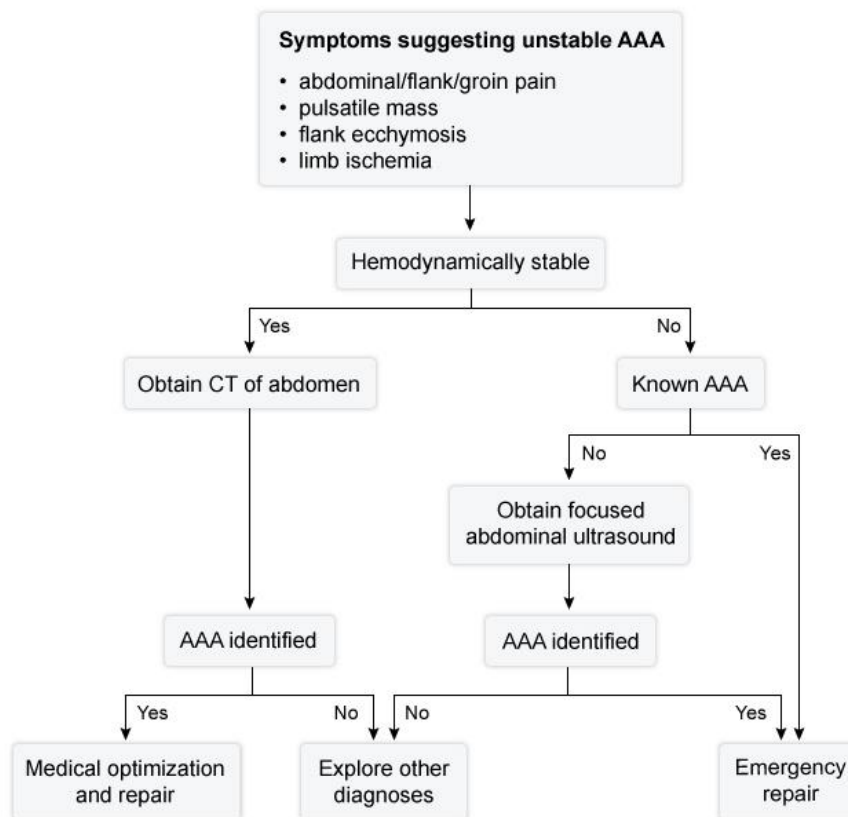 Symptoms suggesting unstable AAA
• abdominal/flank/groin pain
• pulsatile mass
• flank ecchymosis
• limb ischemia
Hemodynamically stable
Yes
No
Obtain CT of abdomen
Known AAA
No
Yes
Obtain focused
abdominal ultrasound
AAA identified
AAA identified
Yes
No
No
Yes
Medical optimization
and repair
Explore other
diagnoses
Emergency
repair